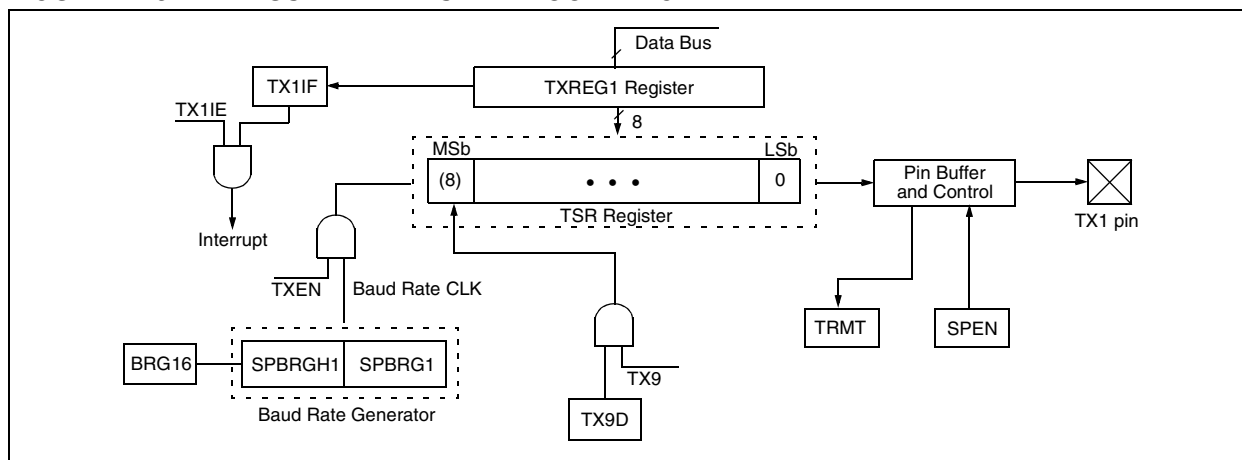 Data Bus
TX1IF
TXREG1 Register
TX1IE
8
MSb
LSb
(8)
• • •
0
Pin Buffer
and Control
TSR Register
TX1 pin
Interrupt
TXEN
Baud Rate CLK
TRMT
SPEN
BRG16
SPBRGH1
SPBRG1
TX9
Baud Rate Generator
TX9D